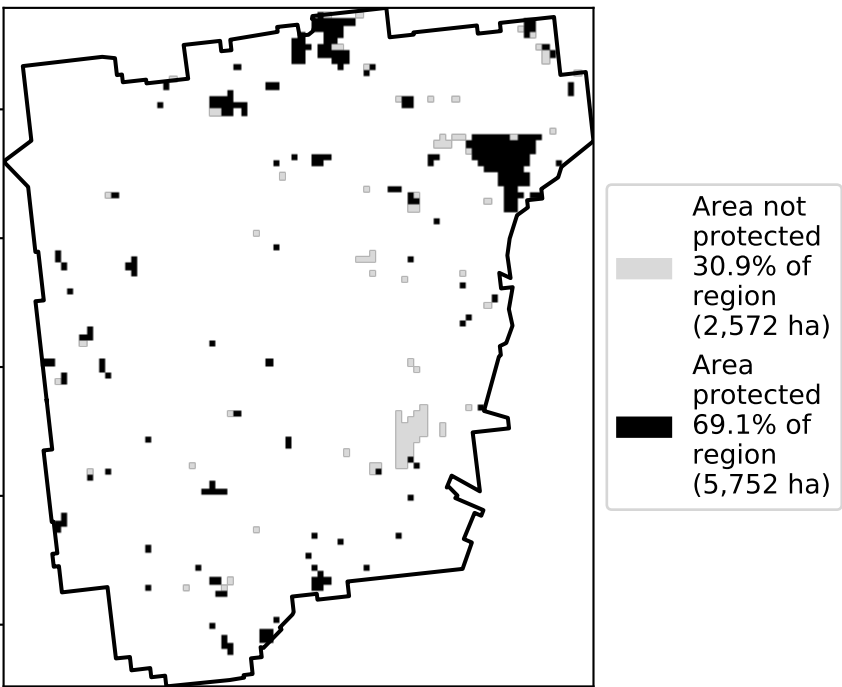 Area not
protected
30.9% of
region
(2,572 ha)
Area
protected
69.1% of
region
(5,752 ha)